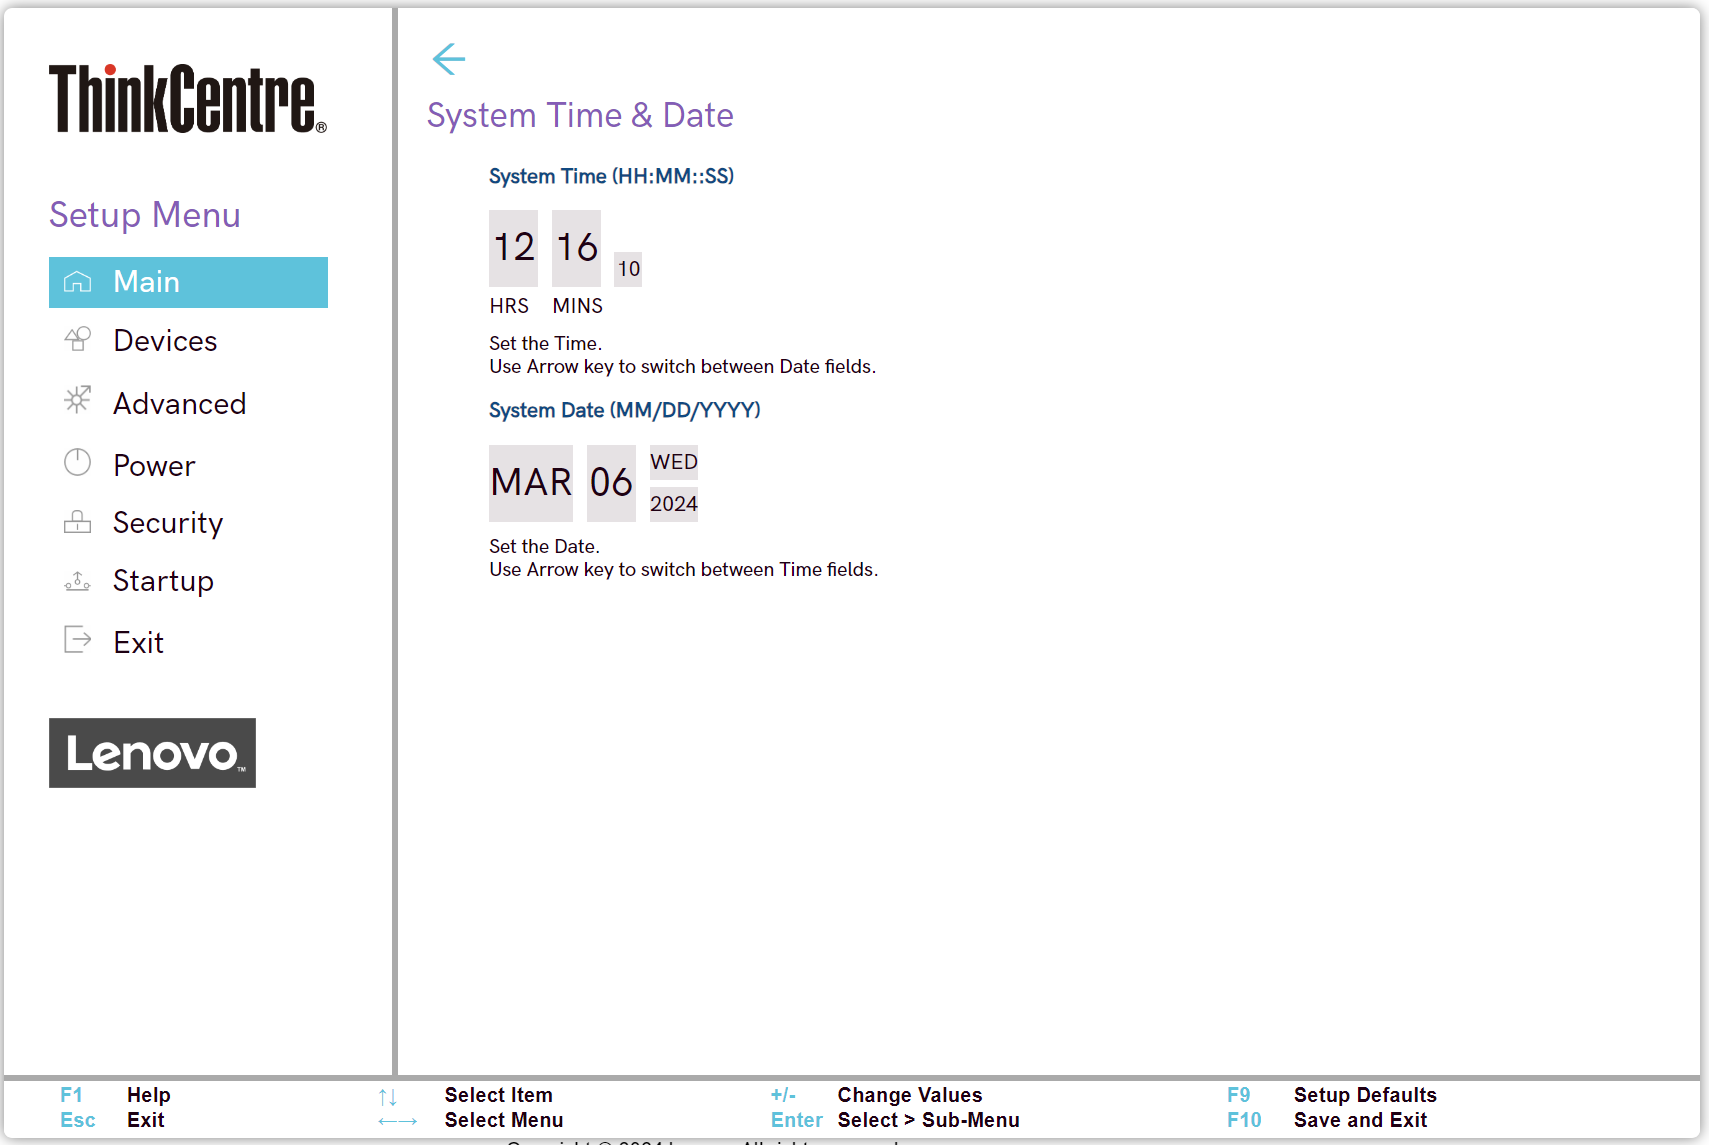 ThinkCentre®
Setup Menu
Main
Devices
Advanced
Power
Security
Startup
Exit
Lenovo™
System Time & Date
System Time (HH:MM::SS)
12 16 10
HRS MINS
Set the Time.
Use Arrow key to switch between Date fields.
System Date (MM/DD/YYYY)
MAR 06 WED
2024
Set the Date.
Use Arrow key to switch between Time fields.
F1 Help ↑↓ Select Item +/- Change Values F9 Setup Defaults
Esc Exit ←→ Select Menu Enter Select > Sub-Menu F10 Save and Exit